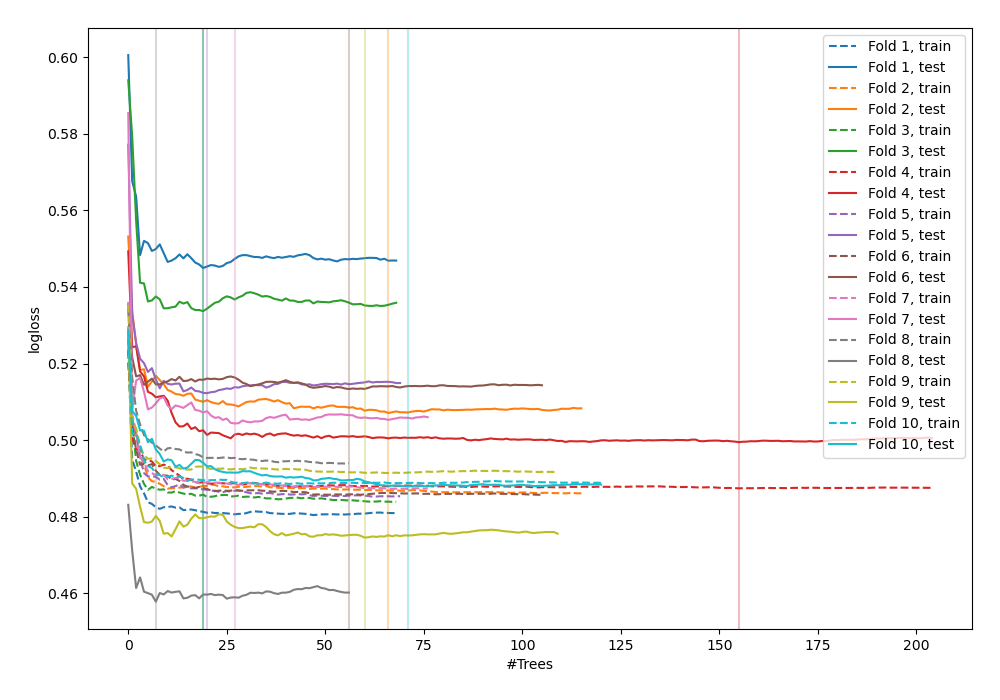 0.60
0.58
0.56
0.54
0.52
0.50
0.48
0.46
logloss
0
25
50
75
100
125
150
175
200
#Trees
Fold 1, train
Fold 1, test
Fold 2, train
Fold 2, test
Fold 3, train
Fold 3, test
Fold 4, train
Fold 4, test
Fold 5, train
Fold 5, test
Fold 6, train
Fold 6, test
Fold 7, train
Fold 7, test
Fold 8, train
Fold 8, test
Fold 9, train
Fold 9, test
Fold 10, train
Fold 10, test